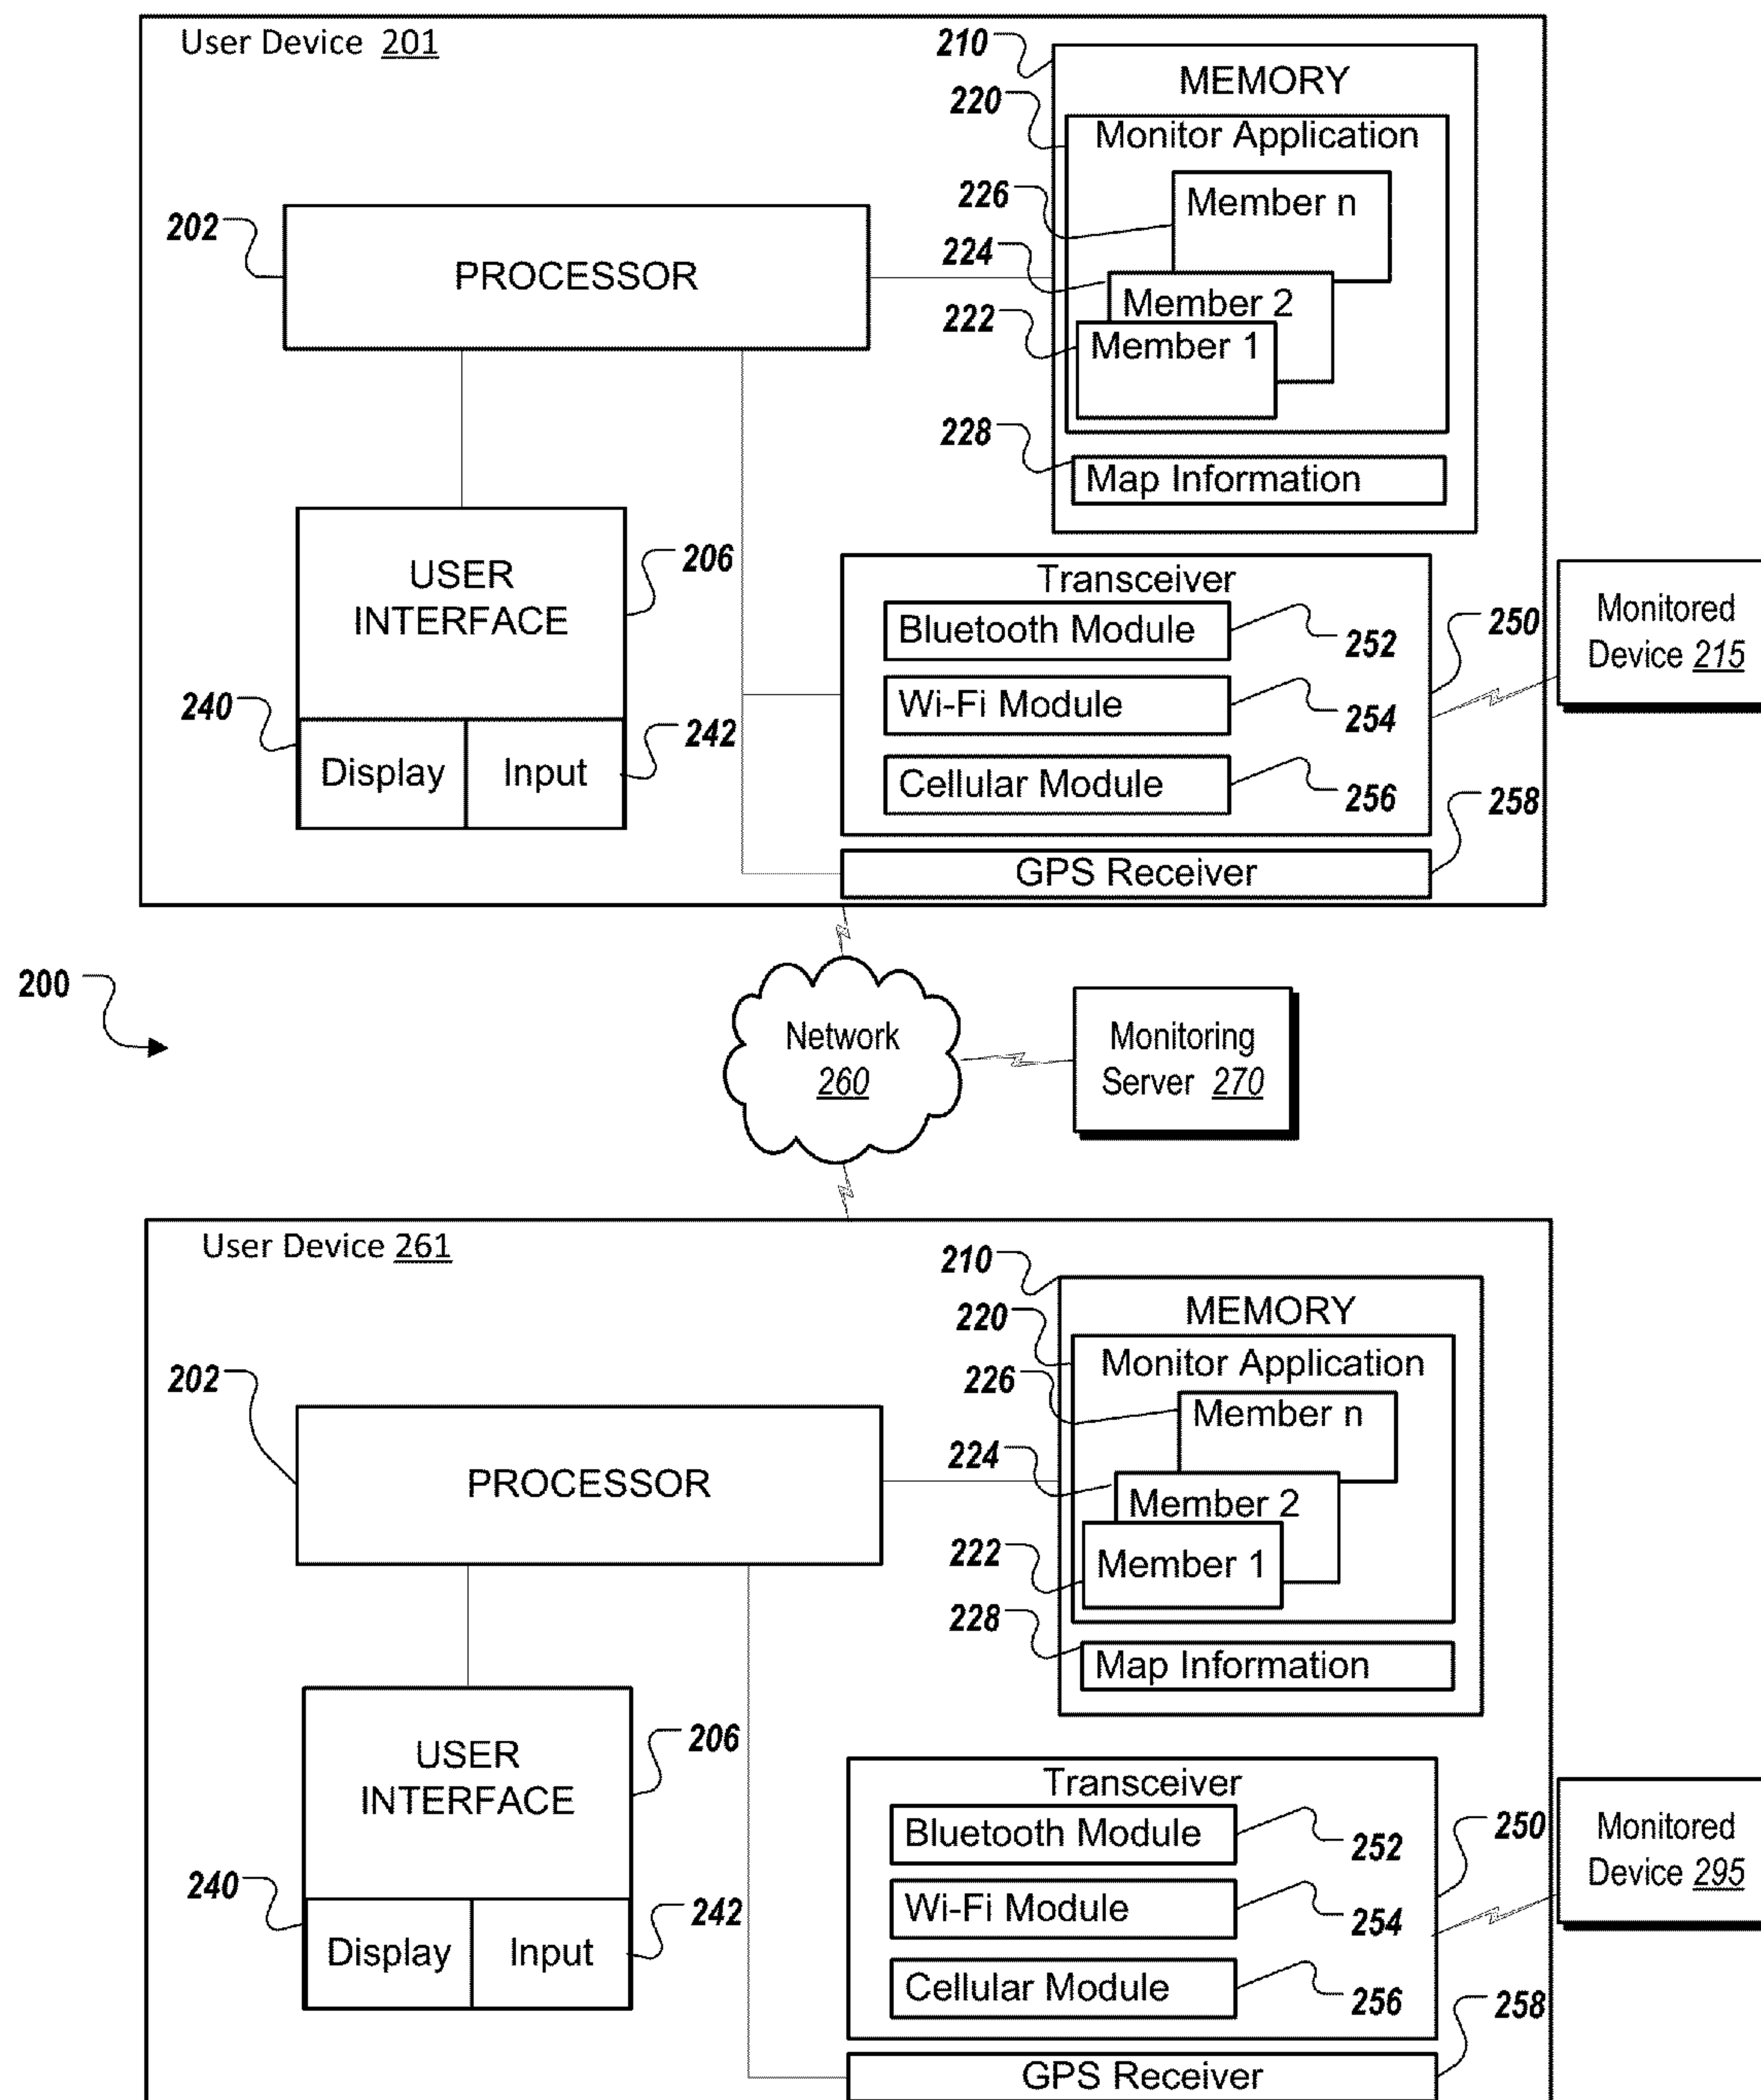 User Device 201
210
MEMORY
220
Monitor Application
226
Member n
202
PROCESSOR
224
Member 2
222
Member 1
228
Map Information
USER
INTERFACE
206
240
Display
Input
242
Transceiver
Bluetooth Module
252
Wi-Fi Module
254
Cellular Module
256
250
GPS Receiver
258
Monitored
Device 215
200
Network
260
Monitoring
Server 270
User Device 261
210
MEMORY
220
Monitor Application
226
Member n
202
PROCESSOR
224
Member 2
222
Member 1
228
Map Information
USER
INTERFACE
206
240
Display
Input
242
Transceiver
Bluetooth Module
252
Wi-Fi Module
254
Cellular Module
256
250
GPS Receiver
258
Monitored
Device 295